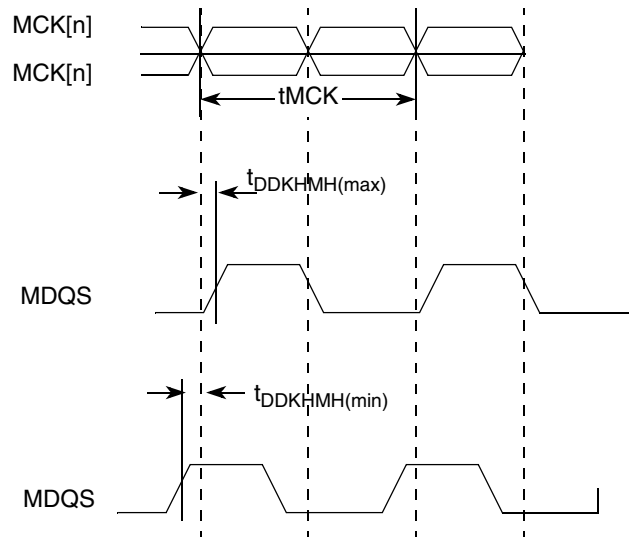 MCK[n]
MCK[n]
tMCK
tDDKHMH(max)
MDQS
tDDKHMH(min)
MDQS